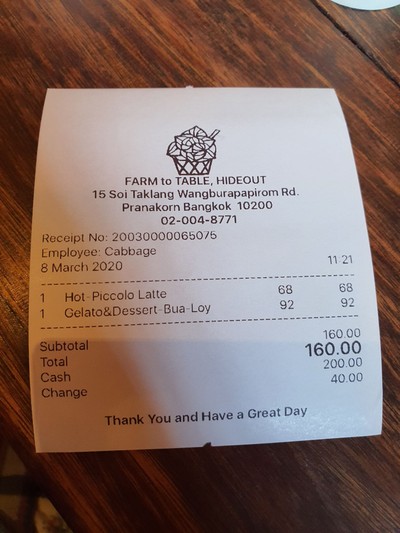 FARM to TABLE, HIDEOUT
15 Soi Taklang Wangburapapirom Rd.
Pranakorn Bangkok 10200
02-004-8771
Receipt No: 20030000065075
Employee: Cabbage
8 March 2020 11:21
1 Hot-Piccolo Latte 68 68
1 Gelato&Dessert-Bua-Loy 92 92
Subtotal 160.00
Total 160.00
Cash 200.00
Change 40.00
Thank You and Have a Great Day